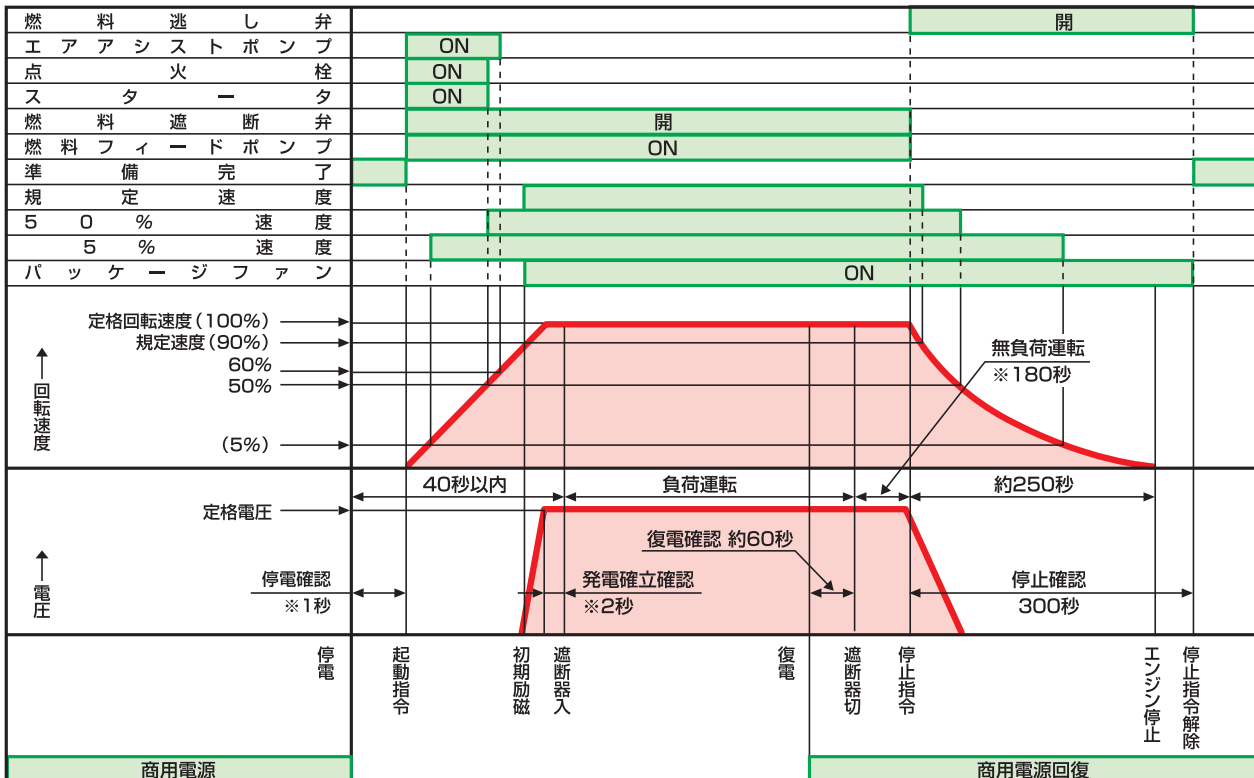 燃料逃し弁
開
エアアシストポンプ
ON
点火栓
ON
スタータ
ON
燃料遮断弁
開
燃料フィードポンプ
ON
準備完了
規定速度
50%速度
5%速度
パッケージファン
ON
定格回転速度(100%)
規定速度(90%)
60%
50%
(5%)
回転速度
無負荷運転
※180秒
40秒以内
負荷運転
約250秒
定格電圧
復電確認 約60秒
電圧
停電確認
※1秒
発電確立確認
※2秒
停止確認
300秒
停電
起動指令
初期励磁
遮断器入
復電
遮断器切
停止指令
エンジン停止
停止指令解除
商用電源
商用電源回復